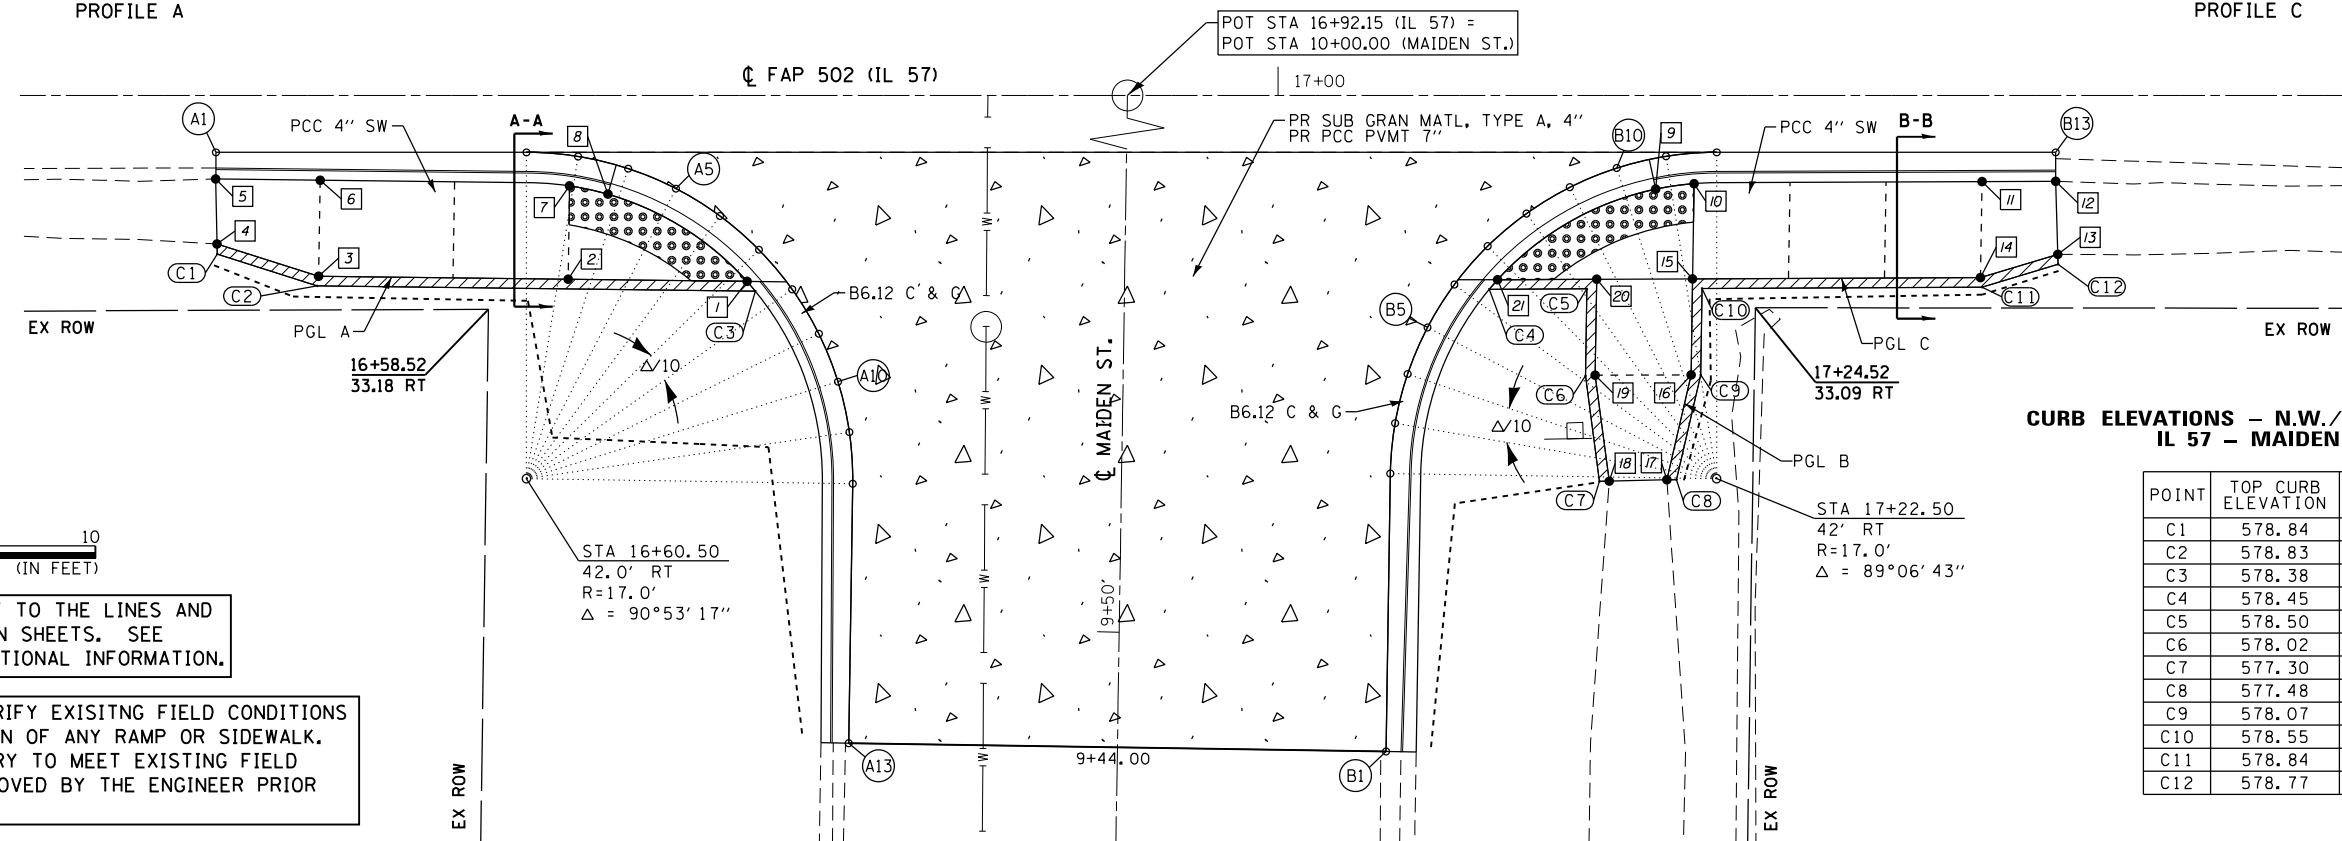 PROFILE A
PROFILE C
POT STA 16+92.15 (IL 57) =
POT STA 10+00.00 (MAIDEN ST.)
℄ FAP 502 (IL 57)
17+00
A1
PCC 4" SW
A-A
8
A5
PR SUB GRAN MATL, TYPE A, 4"
PR PCC PVMT 7"
B10
9
PCC 4" SW
B-B
B13
5
6
7
10
11
12
4
3
2
1
C1
C2
C3
W
B6.12 C & G
15
14
13
C12
C11
C10
20
21
C5
C4
B5
EX ROW
PGL A
16+58.52
33.18 RT
△/10
A10
℄ MAIDEN ST.
W
B6.12 C & G
△/10
C6
19
16
C9
PGL C
17+24.52
33.09 RT
EX ROW
PGL B
18
17
C7
C8
CURB ELEVATIONS – N.W./
IL 57 – MAIDEN
STA 16+60.50
42.0' RT
R=17.0'
△ = 90°53'17"
STA 17+22.50
42' RT
R=17.0'
△ = 89°06'43"
10
(IN FEET)
TO THE LINES AND
N SHEETS. SEE
TIONAL INFORMATION.
RIFY EXISITNG FIELD CONDITIONS
N OF ANY RAMP OR SIDEWALK.
RY TO MEET EXISTING FIELD
OVED BY THE ENGINEER PRIOR
W
9+50
W
EX ROW
A13
9+44.00
B1
EX ROW
POINT TOP CURB ELEVATION
C1 578.84
C2 578.83
C3 578.38
C4 578.45
C5 578.50
C6 578.02
C7 577.30
C8 577.48
C9 578.07
C10 578.55
C11 578.84
C12 578.77